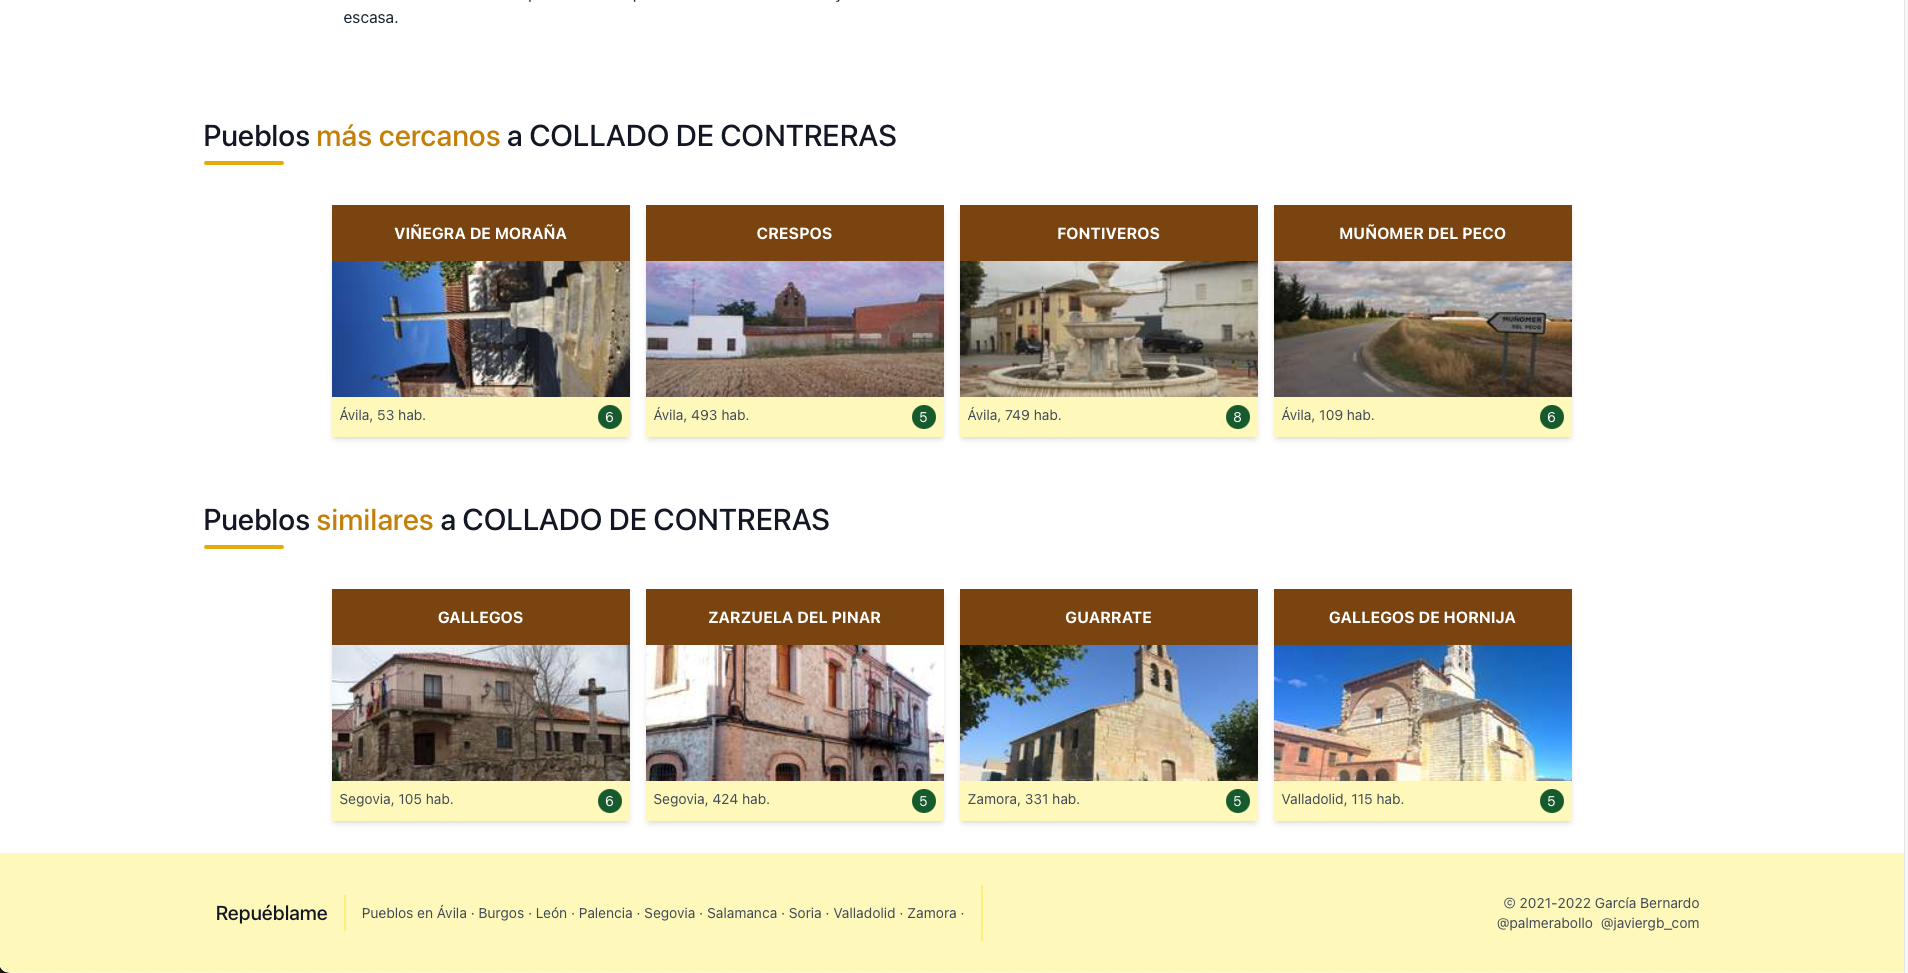 escasa.
Pueblos más cercanos a COLLADO DE CONTRERAS
VIÑEGRA DE MORAÑA
CRESPOS
FONTIVEROS
MUÑOMER DEL PECO
MUÑOMER
DEL PECO
Ávila, 53 hab.
6
Ávila, 493 hab.
5
Ávila, 749 hab.
8
Ávila, 109 hab.
6
Pueblos similares a COLLADO DE CONTRERAS
GALLEGOS
ZARZUELA DEL PINAR
GUARRATE
GALLEGOS DE HORNIJA
Segovia, 105 hab.
6
Segovia, 424 hab.
5
Zamora, 331 hab.
5
Valladolid, 115 hab.
5
Repuéblame
Pueblos en Ávila · Burgos · León · Palencia · Segovia · Salamanca · Soria · Valladolid · Zamora ·
© 2021-2022 García Bernardo
@palmerabollo @javiergb_com